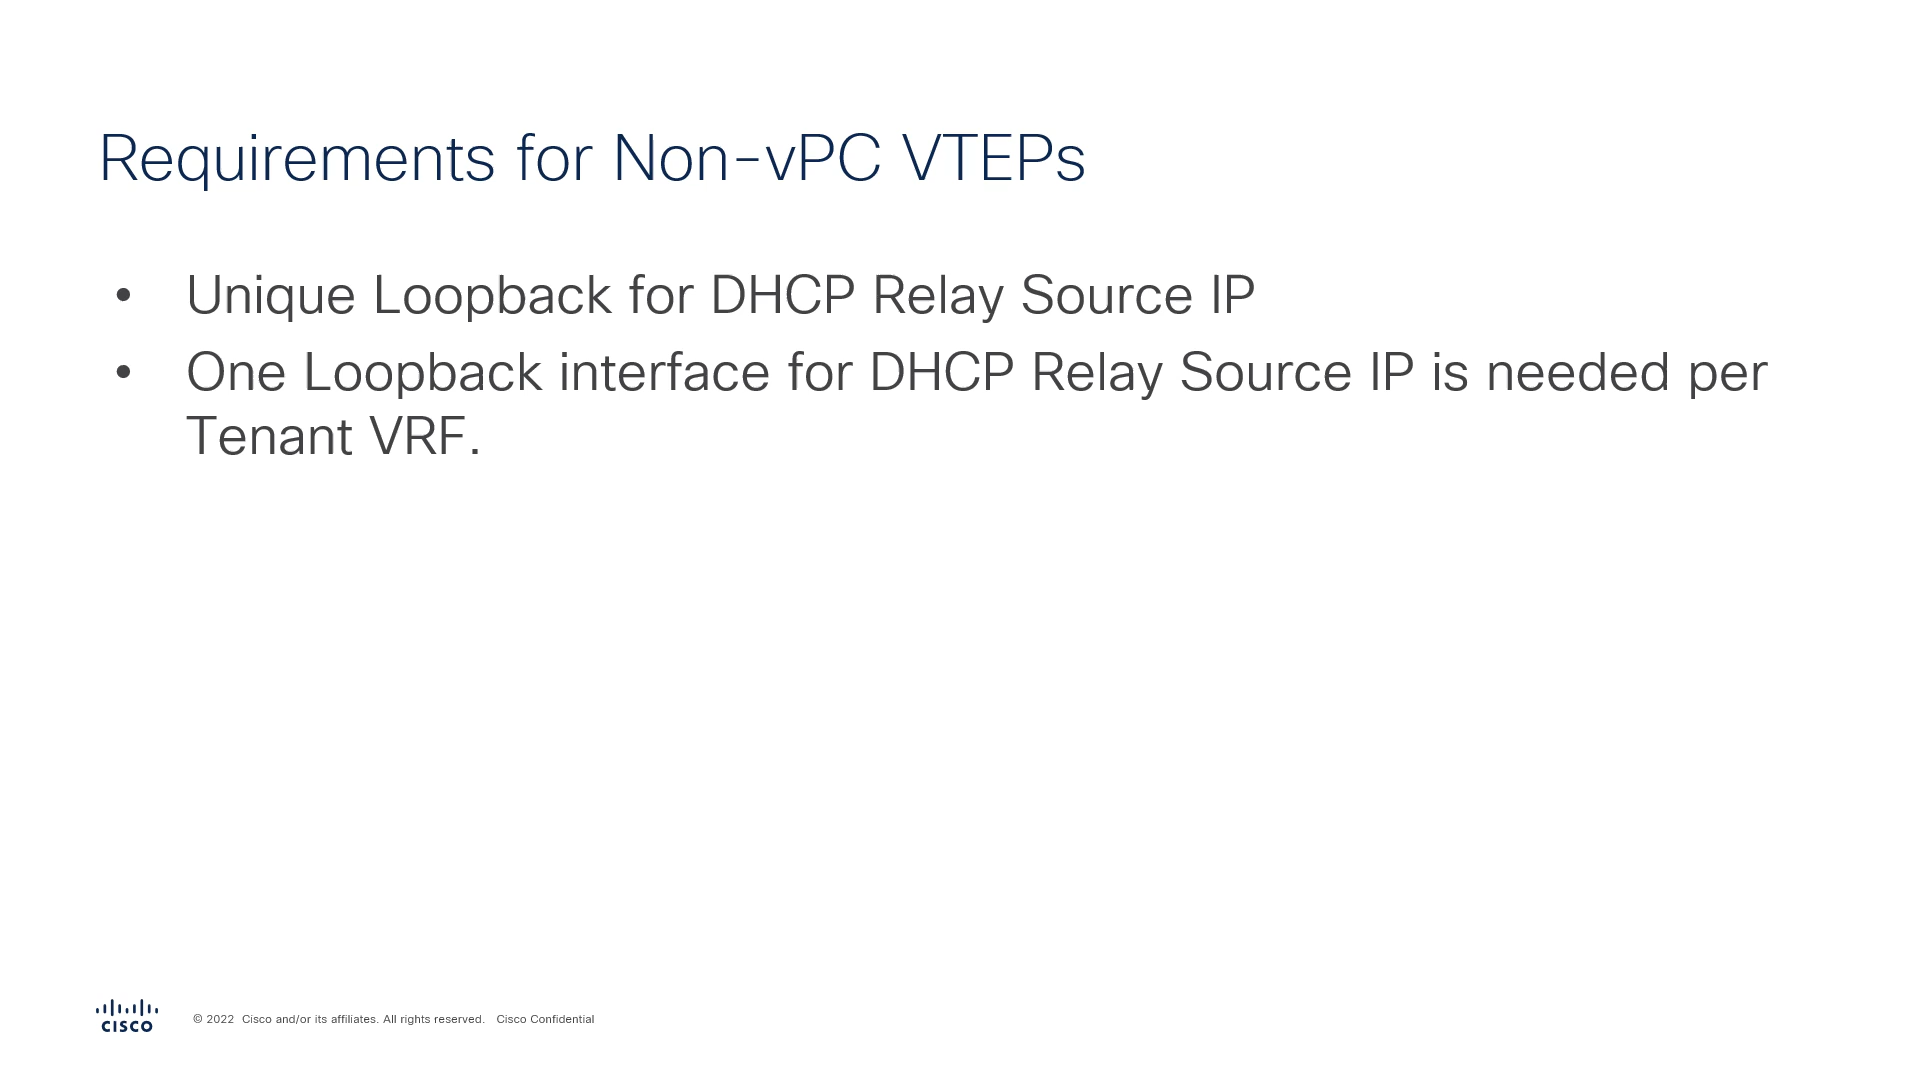 Requirements for Non-vPC VTEPs
• Unique Loopback for DHCP Relay Source IP
• One Loopback interface for DHCP Relay Source IP is needed per
Tenant VRF.
CISCO
© 2022 Cisco and/or its affiliates. All rights reserved. Cisco Confidential